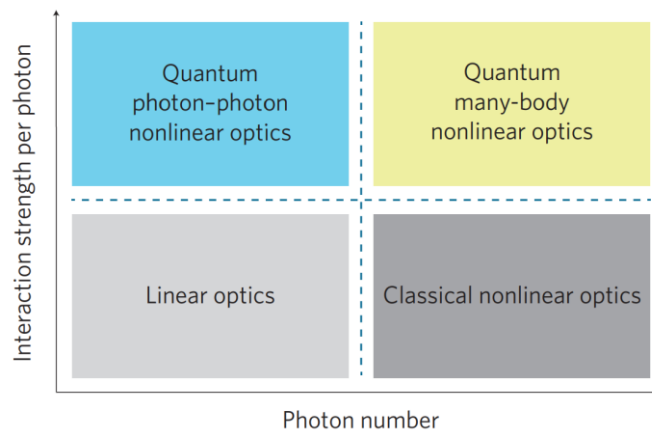 Interaction strength per photon
Quantum
photon–photon
nonlinear optics
Quantum
many-body
nonlinear optics
Linear optics
Classical nonlinear optics
Photon number